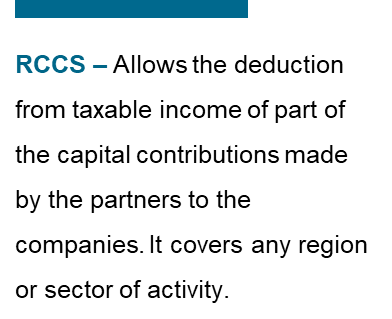 RCCS – Allows the deduction
from taxable income of part of
the capital contributions made
by the partners to the
companies. It covers any region
or sector of activity.